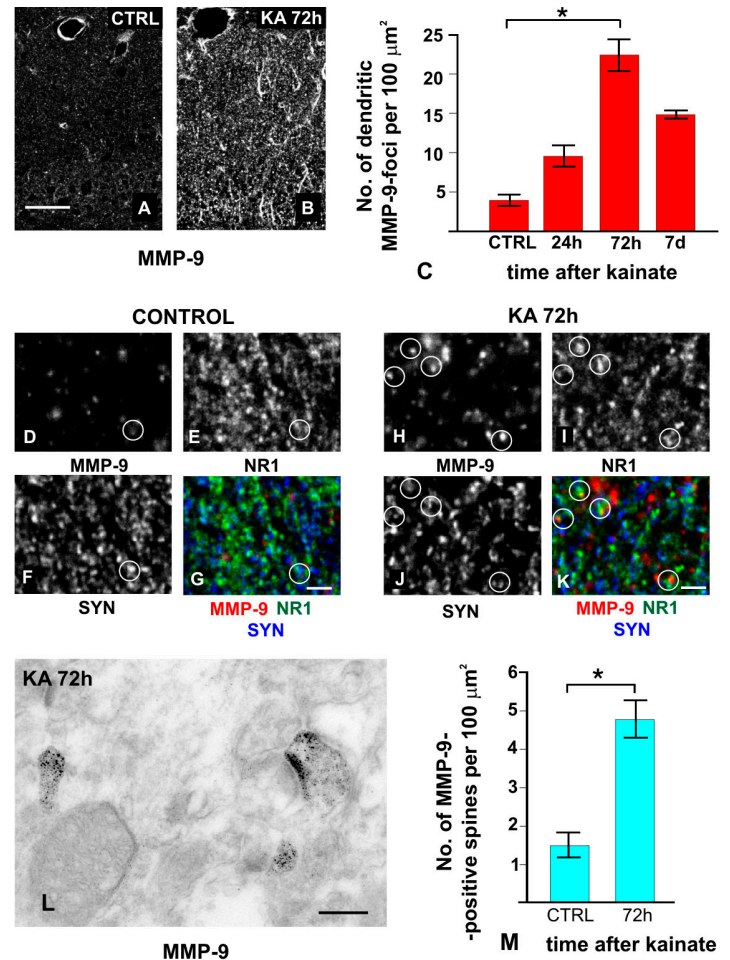 CTRL
KA 72h
A
B
MMP-9
No. of dendritic
MMP-9-foci per 100 μm²
25
20
15
10
5
CTRL
24h
72h
7d
*
C
time after kainate
CONTROL
KA 72h
D
E
H
I
MMP-9
NR1
MMP-9
NR1
F
G
J
K
SYN
MMP-9 NR1
SYN
SYN
MMP-9 NR1
SYN
KA 72h
L
MMP-9
No. of MMP-9-
-positive spines per 100 μm²
6
5
4
3
2
1
*
CTRL
72h
M
time after kainate